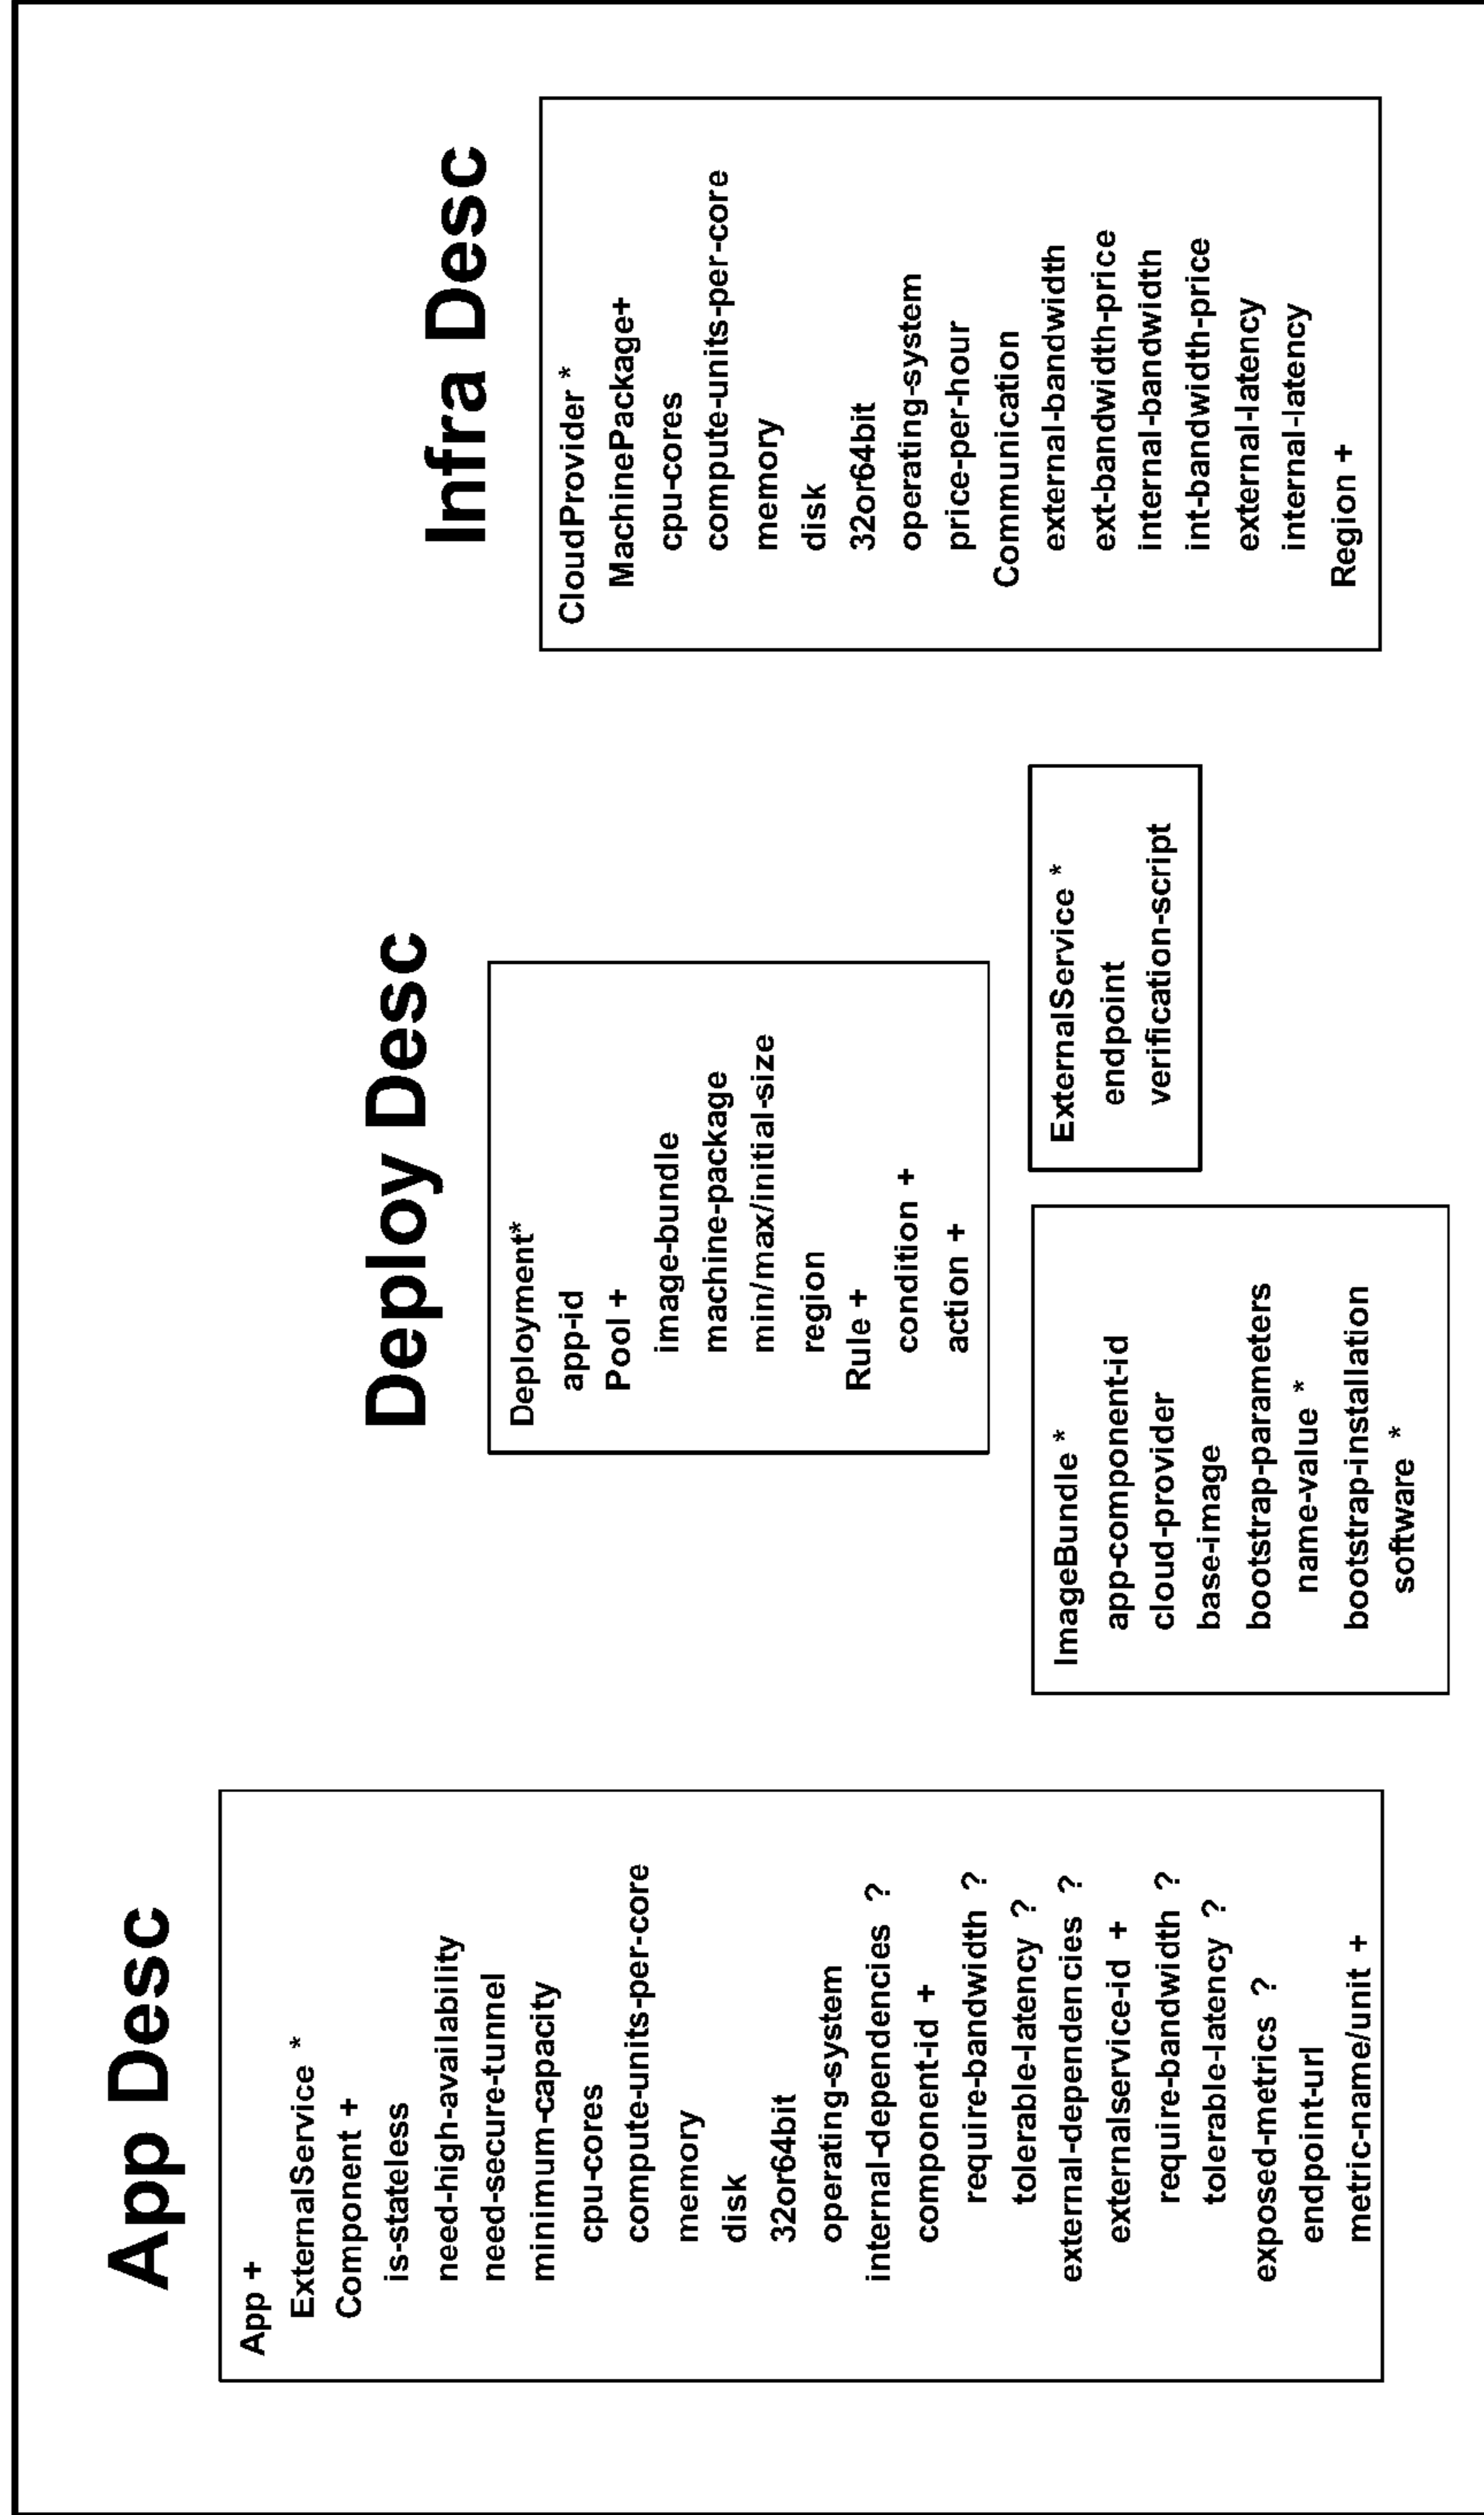 App Desc
App +
ExternalService *
Component +
is-stateless
need-high-availability
need-secure-tunnel
minimum-capacity
cpu-cores
compute-units-per-core
memory
disk
32or64bit
operating-system
internal-dependencies ?
component-id +
require-bandwidth ?
tolerable-latency ?
external-dependencies ?
externalservice-id +
require-bandwidth ?
tolerable-latency ?
exposed-metrics ?
endpoint-url
metric-name/unit +
Deploy Desc
Deployment*
app-id
Pool +
image-bundle
machine-package
min/max/initial-size
region
Rule +
condition +
action +
ImageBundle *
app-component-id
cloud-provider
base-image
bootstrap-parameters
name-value *
bootstrap-installation
software *
ExternalService *
endpoint
verification-script
Infra Desc
CloudProvider *
MachinePackage+
cpu-cores
compute-units-per-core
memory
disk
32or64bit
operating-system
price-per-hour
Communication
external-bandwidth
ext-bandwidth-price
internal-bandwidth
int-bandwidth-price
external-latency
internal-latency
Region +